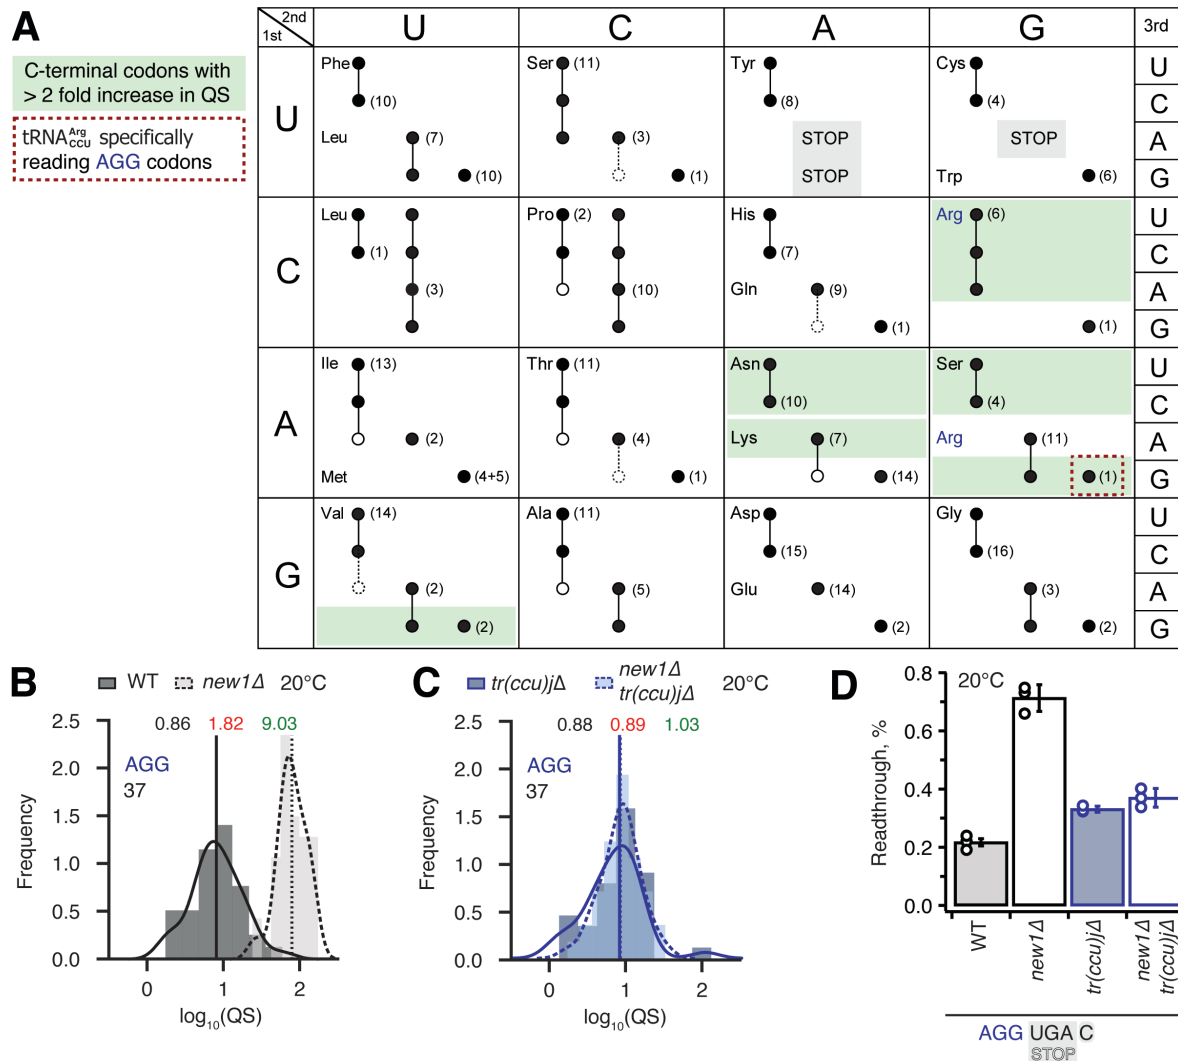 A
C-terminal codons with
> 2 fold increase in QS
tRNA Arg CCU specifically
reading AGG codons
1st 2nd U C A G 3rd
U
Phe Ser (11) Tyr Cys U
(10) (8) (4) C
Leu (7) (3) STOP STOP A
(10) (1) STOP Trp (6) G
C
Leu Pro (2) His Arg (6) U
(1) (7) C
(3) (10) Gln (9) A
(1) (1) G
A
Ile (13) Thr (11) Asn Ser U
(10) (4) C
(2) (4) Lys (7) Arg (11) A
Met (4+5) (1) (14) (1) G
G
Val (14) Ala (11) Asp Gly U
(15) (16) C
(2) (5) Glu (14) (3) A
(2) (2) (2) G
B WT new1Δ 20°C
0.86 1.82 9.03
AGG
37
Frequency
2.5
2.0
1.5
1.0
0.5
0.0
0 1 2
log10(QS)
C tr(ccu)jΔ new1Δ
tr(ccu)jΔ 20°C
0.88 0.89 1.03
AGG
37
Frequency
2.5
2.0
1.5
1.0
0.5
0.0
0 1 2
log10(QS)
D
20°C
Readthrough, %
0.8
0.6
0.4
0.2
0.0
WT
new1Δ
tr(ccu)jΔ
new1Δ
tr(ccu)jΔ
AGG UGA C
STOP